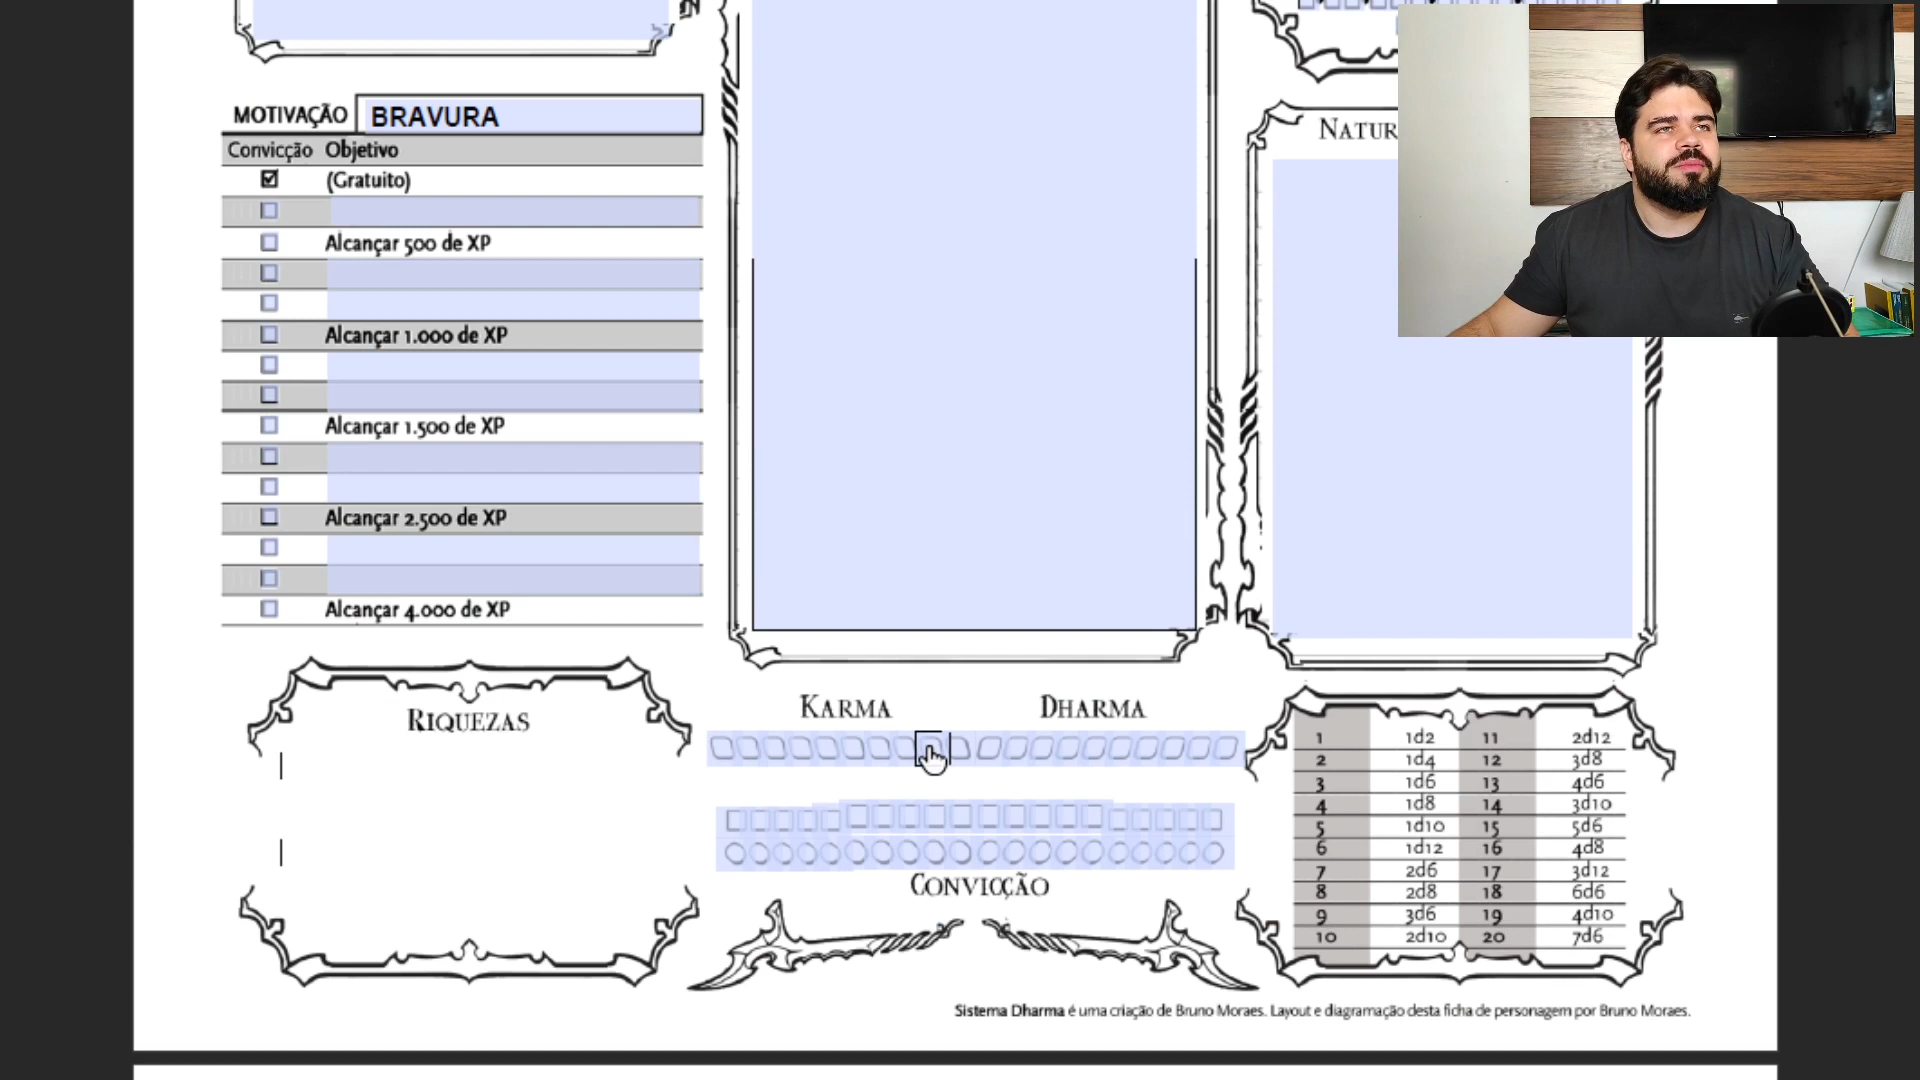 MOTIVAÇÃO BRAVURA
Convicção Objetivo
(Gratuito)
Alcançar 500 de XP
Alcançar 1.000 de XP
Alcançar 1.500 de XP
Alcançar 2.500 de XP
Alcançar 4.000 de XP
RIQUEZAS
KARMA DHARMA
CONVICÇÃO
NATUR
1 1d2 11 2d12
2 1d4 12 3d8
3 1d6 13 4d6
4 1d8 14 3d10
5 1d10 15 5d6
6 1d12 16 4d8
7 2d6 17 3d12
8 2d8 18 6d6
9 3d6 19 4d10
10 2d10 20 7d6
Sistema Dharma é uma criação de Bruno Moraes. Layout e diagramação desta ficha de personagem por Bruno Moraes.